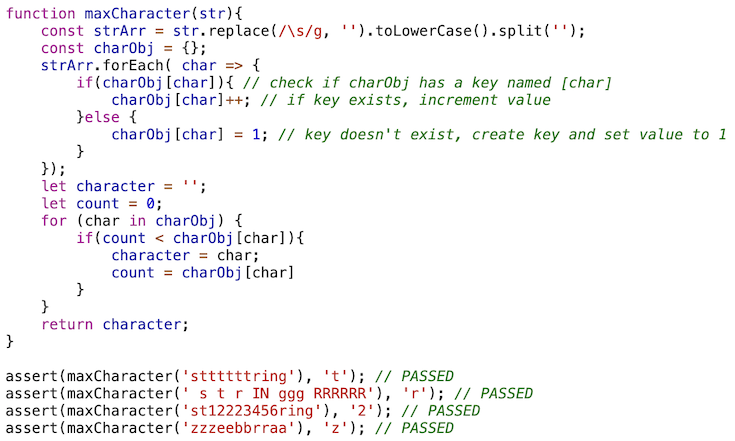 function maxCharacter(str){
    const strArr = str.replace(/\s/g, '').toLowerCase().split('');
    const charObj = {};
    strArr.forEach( char => {
        if(charObj[char]){ // check if charObj has a key named [char]
            charObj[char]++; // if key exists, increment value
        }else {
            charObj[char] = 1; // key doesn't exist, create key and set value to 1
        }
    });
    let character = '';
    let count = 0;
    for (char in charObj) {
        if(count < charObj[char]){
            character = char;
            count = charObj[char]
        }
    }
    return character;
}

assert(maxCharacter('sttttttring'), 't'); // PASSED
assert(maxCharacter(' s t r IN ggg RRRRRR'), 'r'); // PASSED
assert(maxCharacter('st12223456ring'), '2'); // PASSED
assert(maxCharacter('zzzeebbrraa'), 'z'); // PASSED